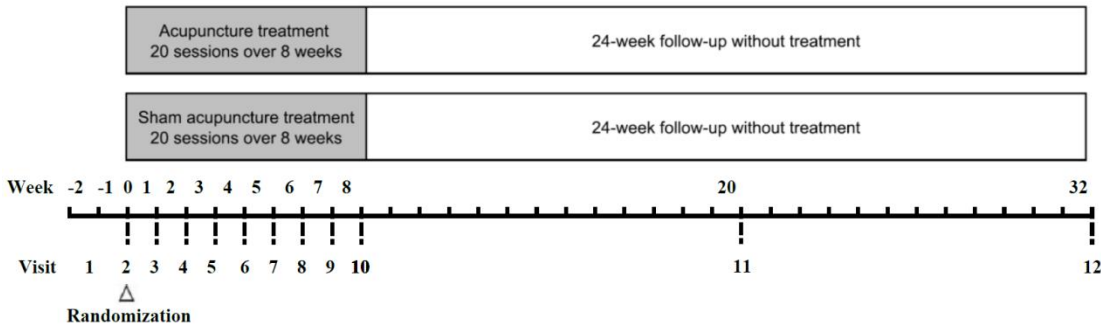 Acupuncture treatment
20 sessions over 8 weeks
24-week follow-up without treatment
Sham acupuncture treatment
20 sessions over 8 weeks
24-week follow-up without treatment
Week -2 -1 0 1 2 3 4 5 6 7 8 20 32
Visit 1 2 3 4 5 6 7 8 9 10 11 12
Randomization